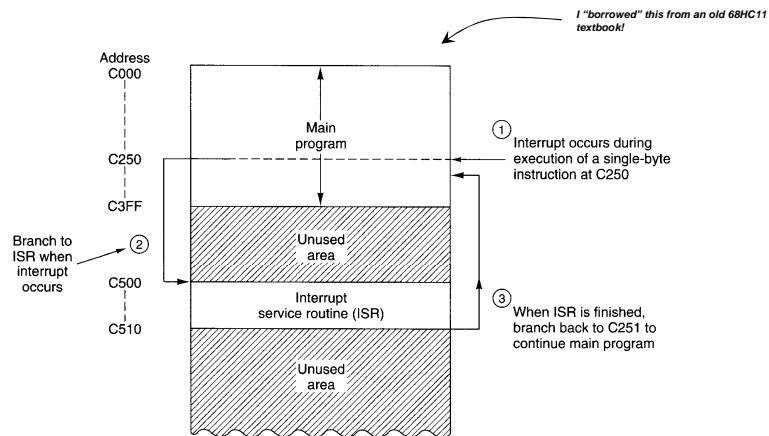 I "borrowed" this from an old 68HC11
textbook!
Address
C000
Main
program
1
Interrupt occurs during
execution of a single-byte
instruction at C250
C250
C3FF
Branch to
ISR when
interrupt
occurs
2
Unused
area
C500
Interrupt
service routine (ISR)
3
When ISR is finished,
branch back to C251 to
continue main program
C510
Unused
area